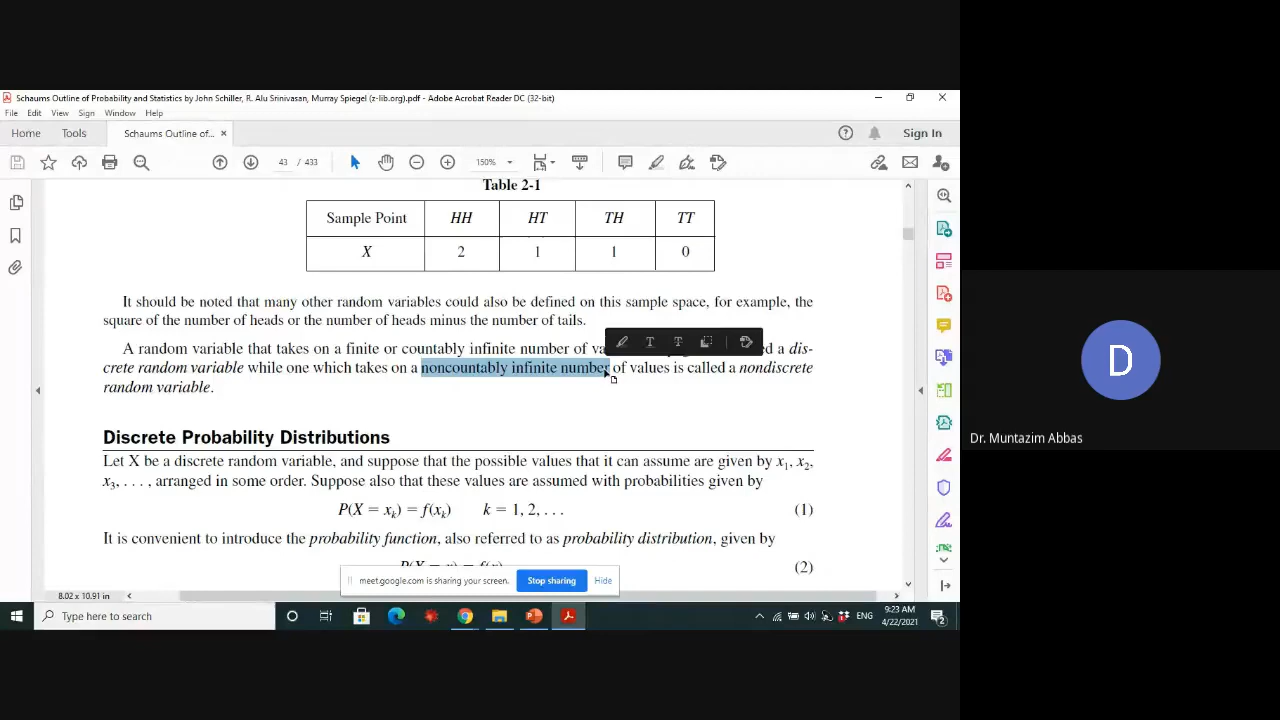 Schaums Outline of Probability and Statistics by John Schiller, R. Alu Srinivasan, Murray Spiegel (z-lib.org).pdf - Adobe Acrobat Reader DC (32-bit)
File Edit View Sign Window Help
Home Tools Schaums Outline of... × Sign In
43 / 433 150%
Table 2-1
Sample Point HH HT TH TT
X 2 1 1 0
It should be noted that many other random variables could also be defined on this sample space, for example, the
square of the number of heads or the number of heads minus the number of tails.
A random variable that takes on a finite or countably infinite number of va d a dis-
crete random variable while one which takes on a noncountably infinite number of values is called a nondiscrete
random variable.
Discrete Probability Distributions
Let X be a discrete random variable, and suppose that the possible values that it can assume are given by x₁, x₂,
x₃, . . . , arranged in some order. Suppose also that these values are assumed with probabilities given by
P(X = xₖ) = f(xₖ) k = 1, 2, . . . (1)
It is convenient to introduce the probability function, also referred to as probability distribution, given by
P(X = x) = f(x) (2)
meet.google.com is sharing your screen. Stop sharing Hide
8.02 x 10.91 in
Type here to search
ENG
9:23 AM
4/22/2021
2
D
Dr. Muntazim Abbas